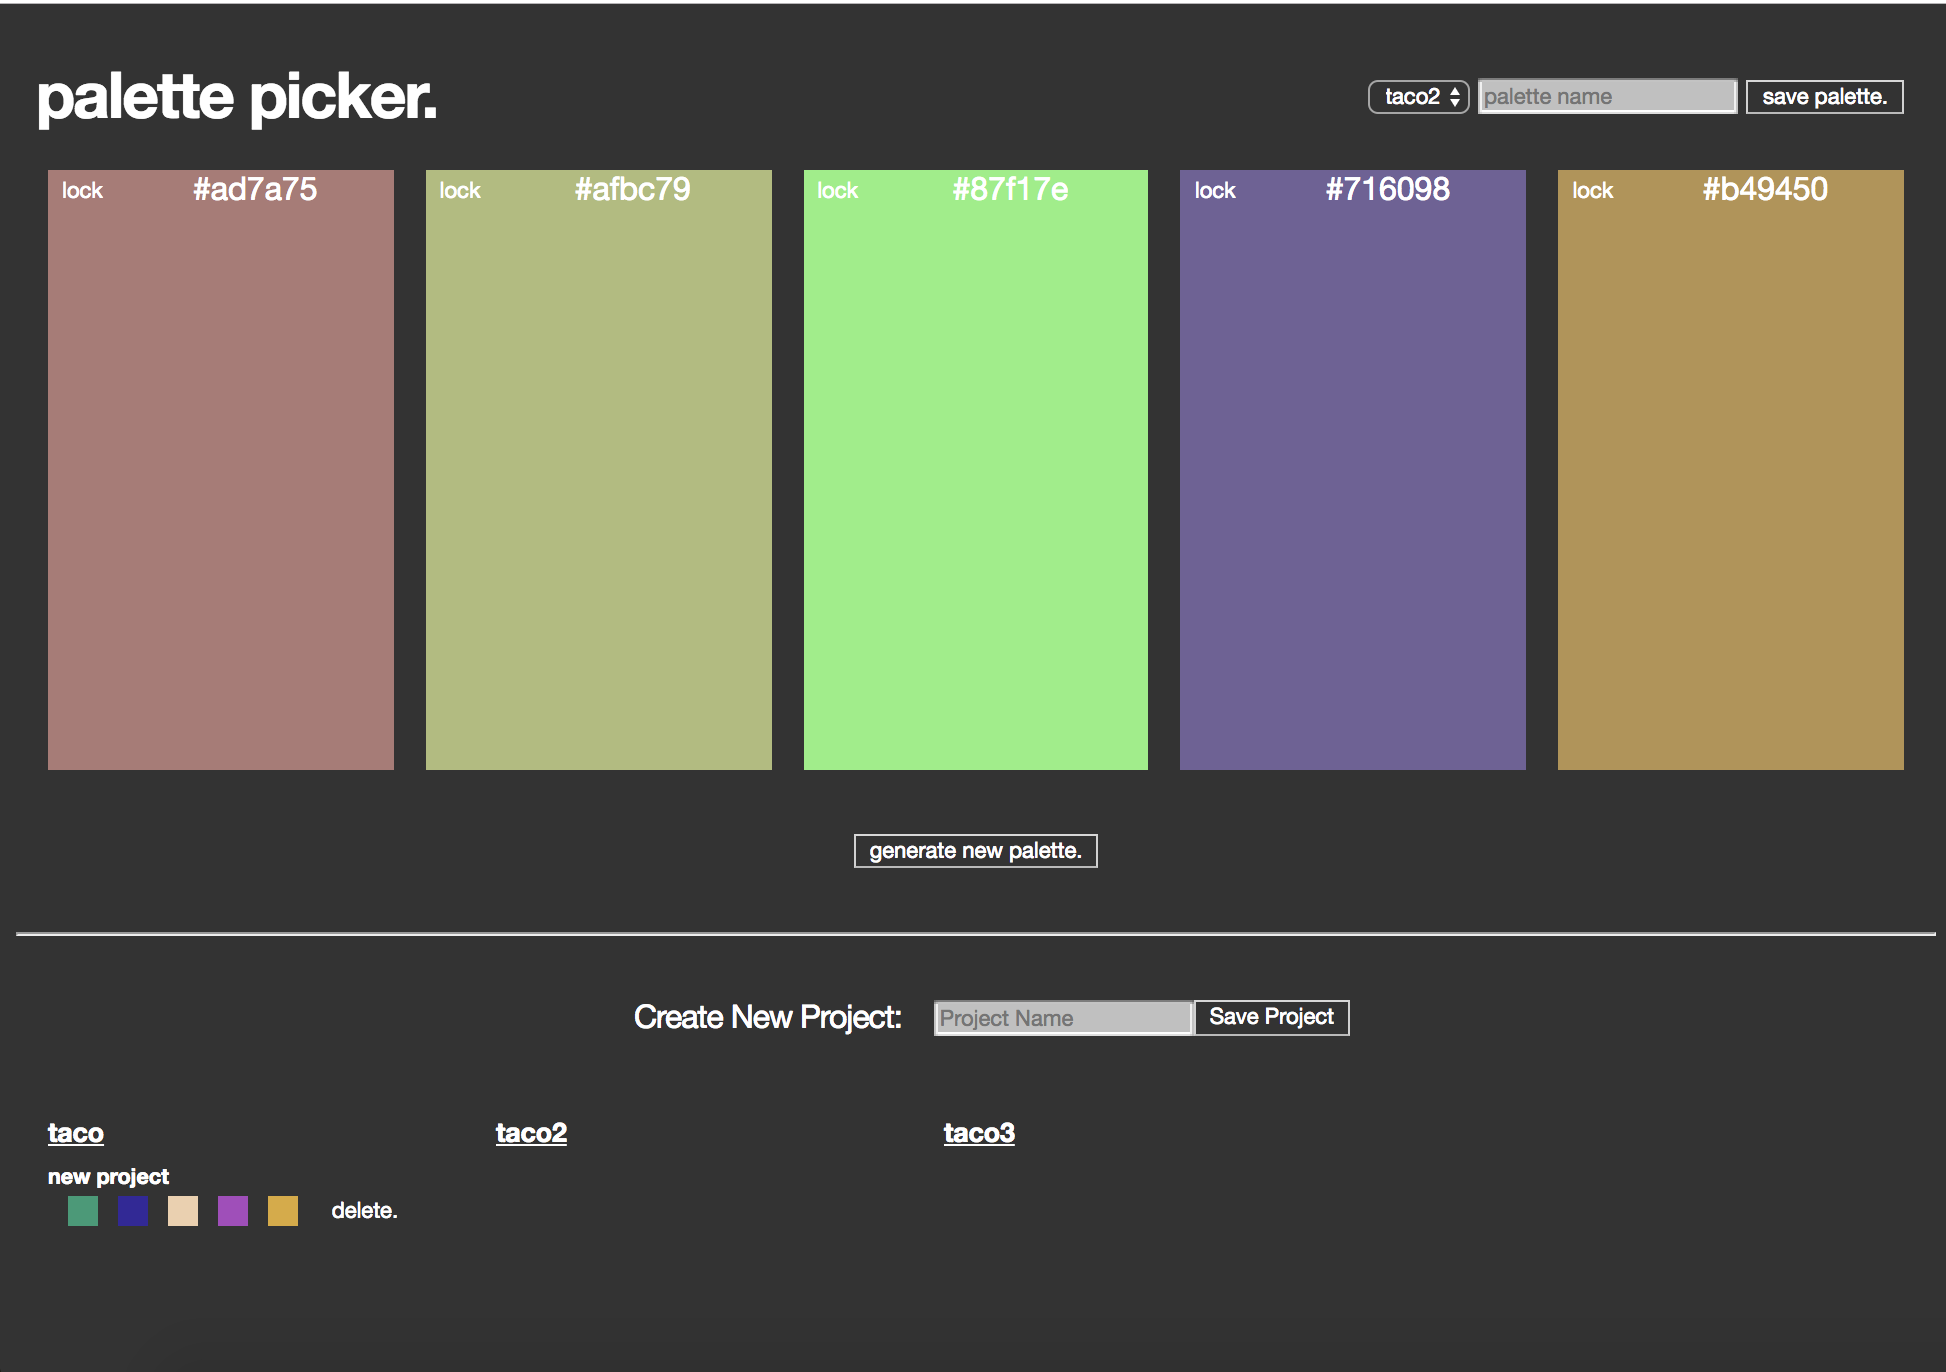 palette picker.
taco2 palette name save palette.
lock #ad7a75 lock #afbc79 lock #87f17e lock #716098 lock #b49450
generate new palette.
Create New Project: Project Name Save Project
taco taco2 taco3
new project
delete.